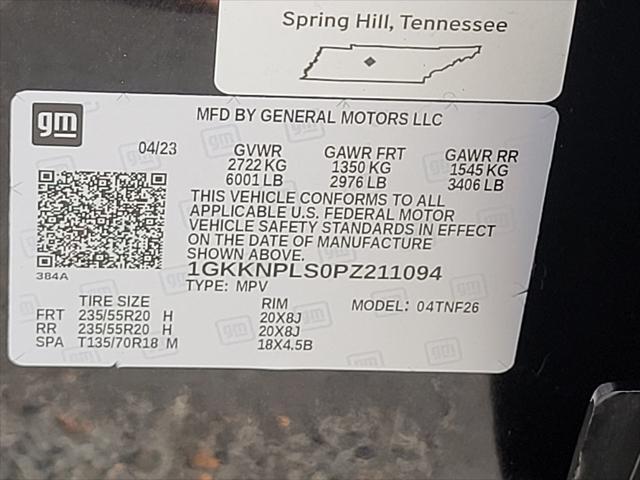 Spring Hill, Tennessee
gm
MFD BY GENERAL MOTORS LLC
04/23 GVWR GAWR FRT GAWR RR
2722 KG 1350 KG 1545 KG
6001 LB 2976 LB 3406 LB
THIS VEHICLE CONFORMS TO ALL
APPLICABLE U.S. FEDERAL MOTOR
VEHICLE SAFETY STANDARDS IN EFFECT
ON THE DATE OF MANUFACTURE
SHOWN ABOVE.
384A
1GKKNPLS0PZ211094
TYPE: MPV
TIRE SIZE RIM MODEL: 04TNF26
FRT 235/55R20 H 20X8J
RR 235/55R20 H 20X8J
SPA T135/70R18 M 18X4.5B